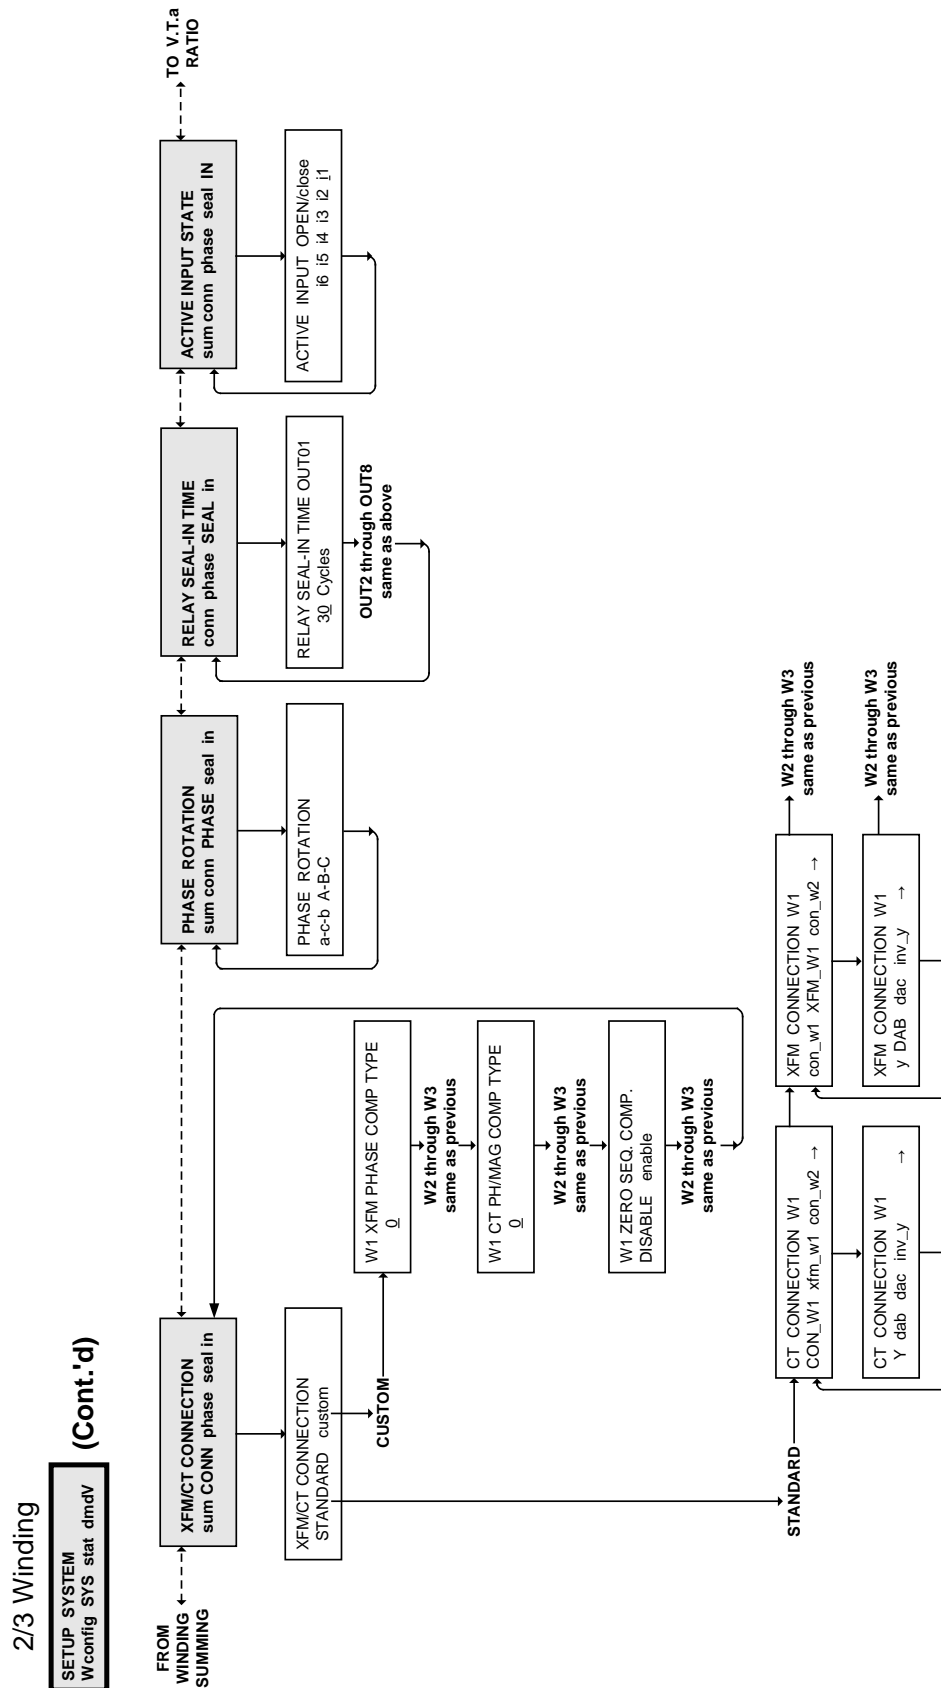 2/3 Winding
SETUP SYSTEM
Wconfig SYS stat dmdV
(Cont.'d)
FROM
WINDING
SUMMING
XFM/CT CONNECTION
sum CONN phase seal in
PHASE ROTATION
sum conn PHASE seal in
RELAY SEAL-IN TIME
conn phase SEAL in
ACTIVE INPUT STATE
sum conn phase seal IN
TO V.T.a
RATIO
XFM/CT CONNECTION
STANDARD custom
PHASE ROTATION
a-c-b A-B-C
RELAY SEAL-IN TIME OUT01
30 Cycles
OUT2 through OUT8
same as above
ACTIVE INPUT OPEN/close
i6 i5 i4 i3 i2 i1
CUSTOM
W1 XFM PHASE COMP TYPE
0
W2 through W3
same as previous
W1 CT PH/MAG COMP TYPE
0
W2 through W3
same as previous
W1 ZERO SEQ. COMP.
DISABLE enable
W2 through W3
same as previous
STANDARD
CT CONNECTION W1
CON_W1 xfm_w1 con_w2 →
XFM CONNECTION W1
con_w1 XFM_W1 con_w2 →
W2 through W3
same as previous
CT CONNECTION W1
Y dab dac inv_y →
XFM CONNECTION W1
y DAB dac inv_y →
W2 through W3
same as previous